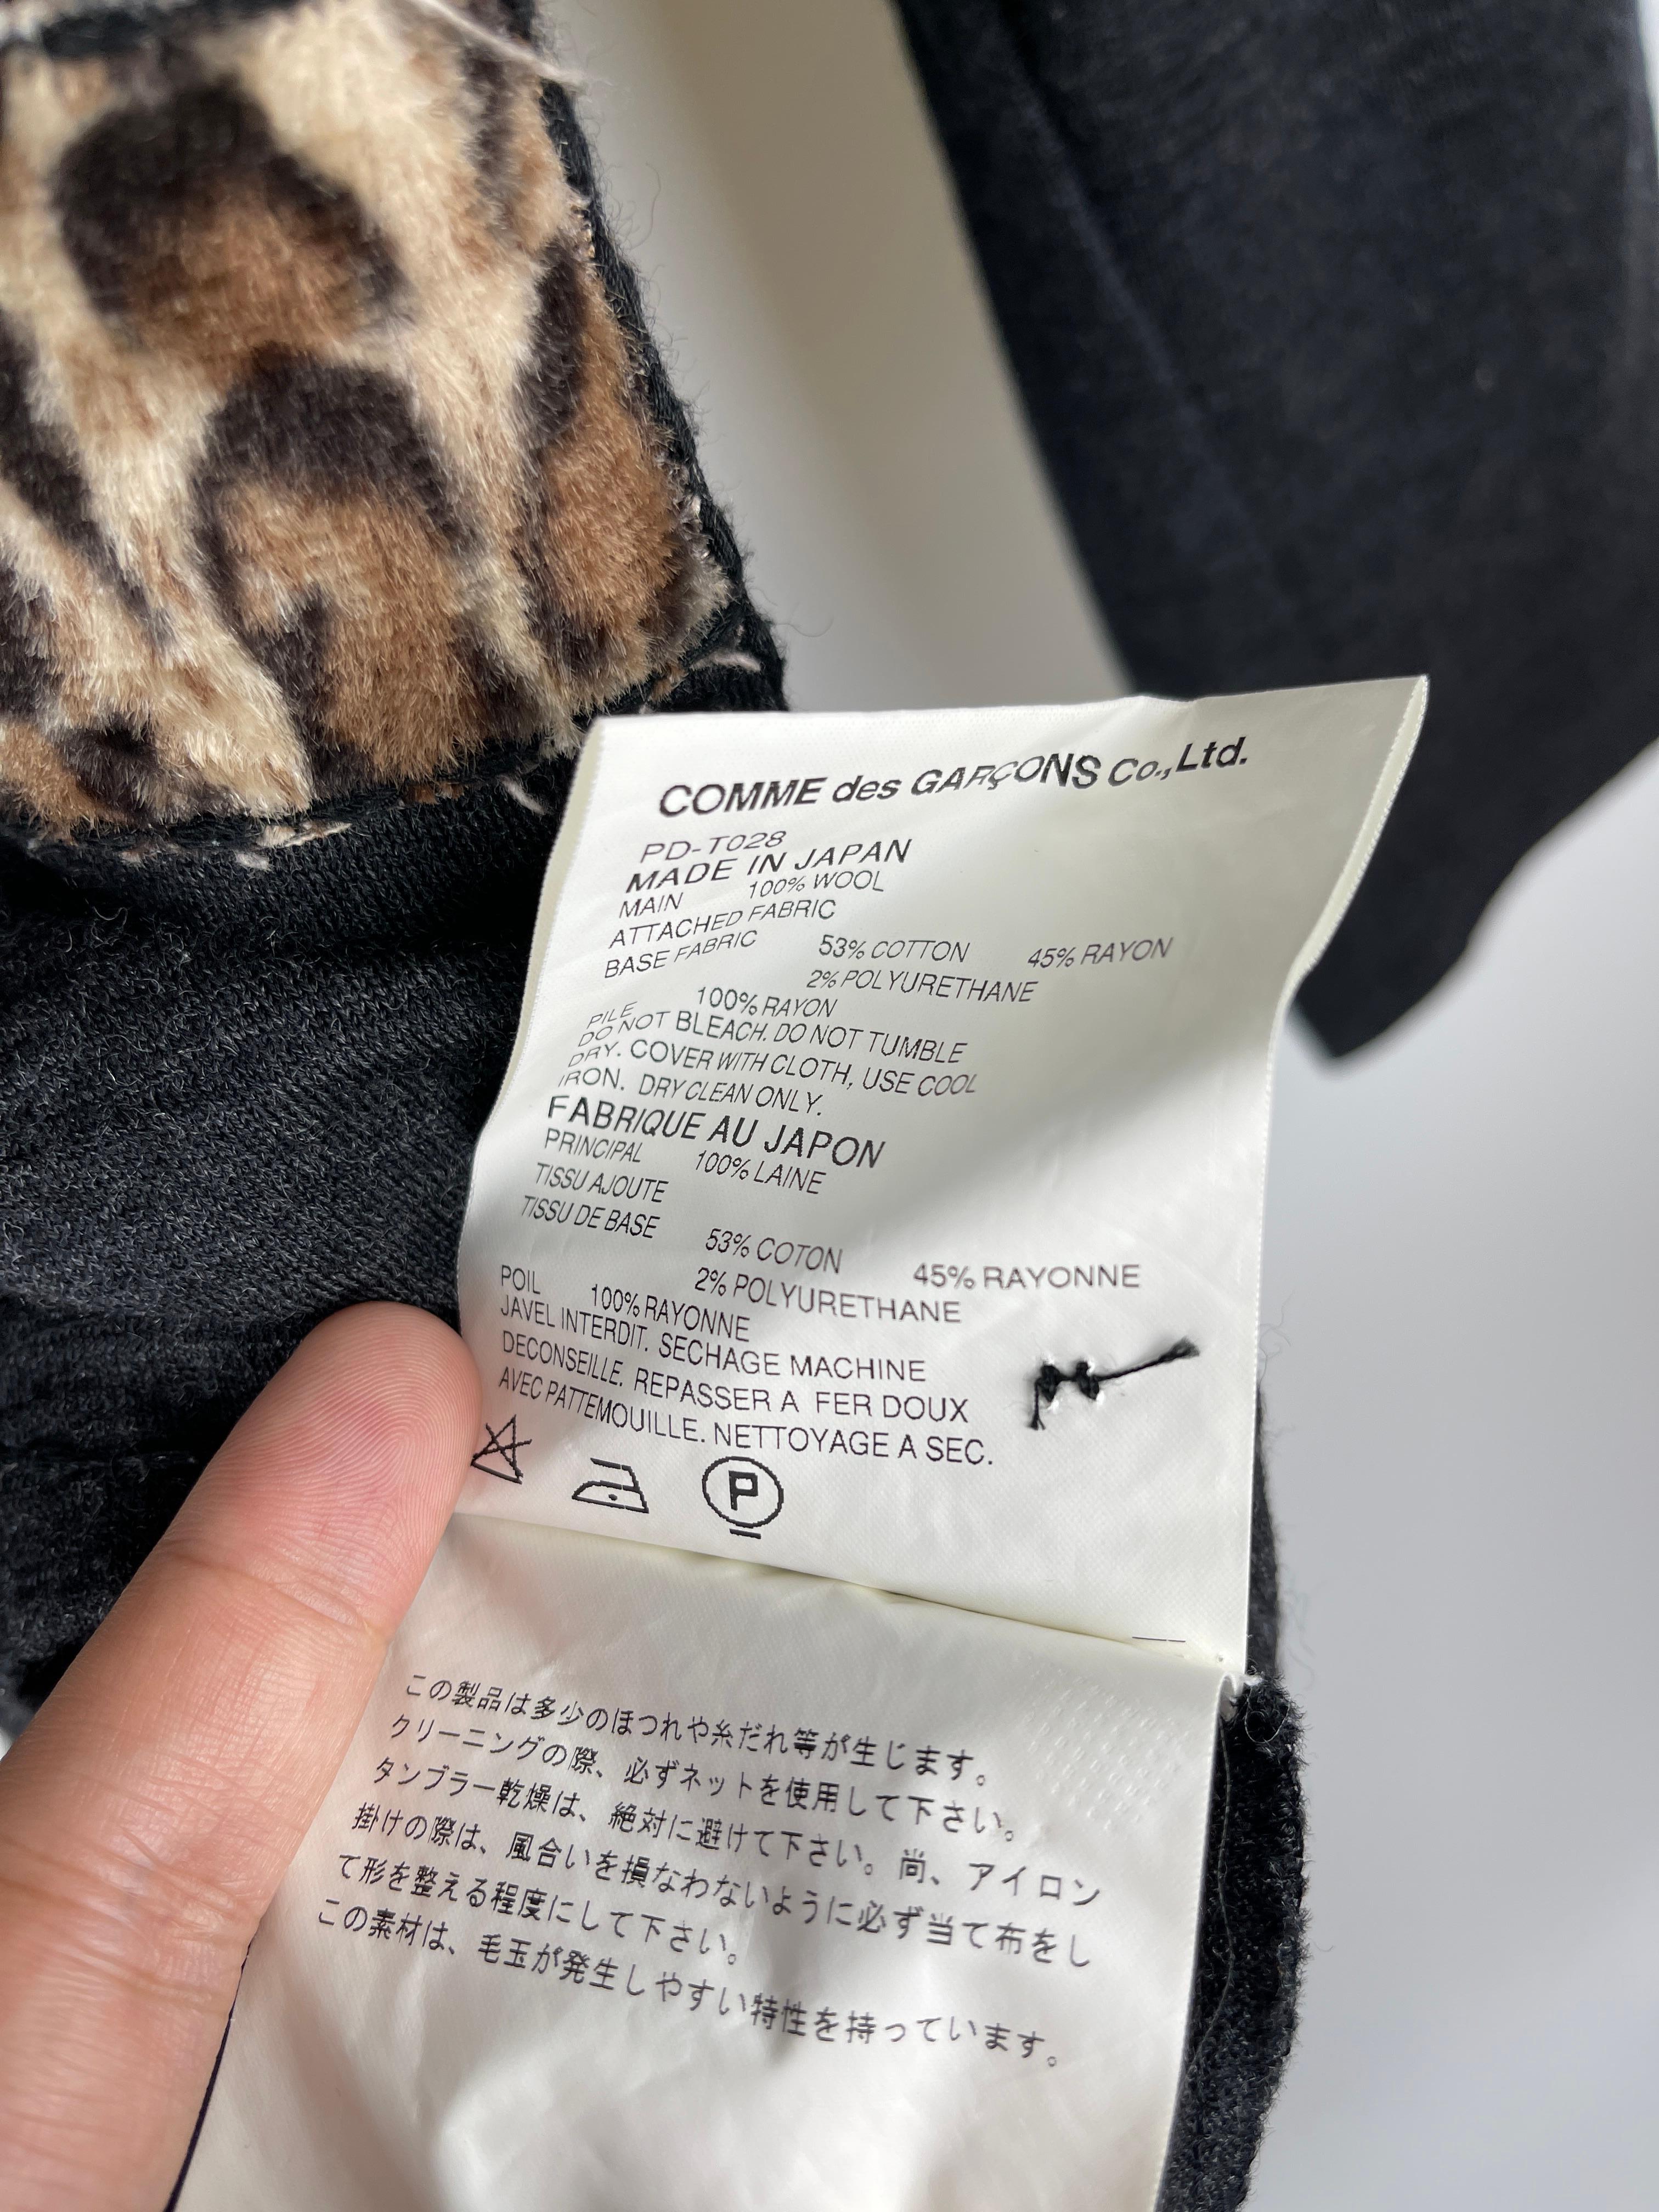 COMME des GARÇONS Co.,Ltd.
PD-T028
MADE IN JAPAN
MAIN 100% WOOL
ATTACHED FABRIC
BASE FABRIC 53% COTTON 45% RAYON
2% POLYURETHANE
PILE 100% RAYON
DO NOT BLEACH. DO NOT TUMBLE
DRY. COVER WITH CLOTH, USE COOL
IRON. DRY CLEAN ONLY.
FABRIQUE AU JAPON
PRINCIPAL 100% LAINE
TISSU AJOUTE
TISSU DE BASE 53% COTON 45% RAYONNE
2% POLYURETHANE
POIL 100% RAYONNE
JAVEL INTERDIT. SECHAGE MACHINE
DECONSEILLE. REPASSER A FER DOUX
AVEC PATTEMOUILLE. NETTOYAGE A SEC.
P
この製品は多少のほつれや糸だれ等が生じます。
クリーニングの際、必ずネットを使用して下さい。
タンブラー乾燥は、絶対に避けて下さい。尚、アイロン
掛けの際は、風合いを損なわないように必ず当て布をし
て形を整える程度にして下さい。
この素材は、毛玉が発生しやすい特性を持っています。